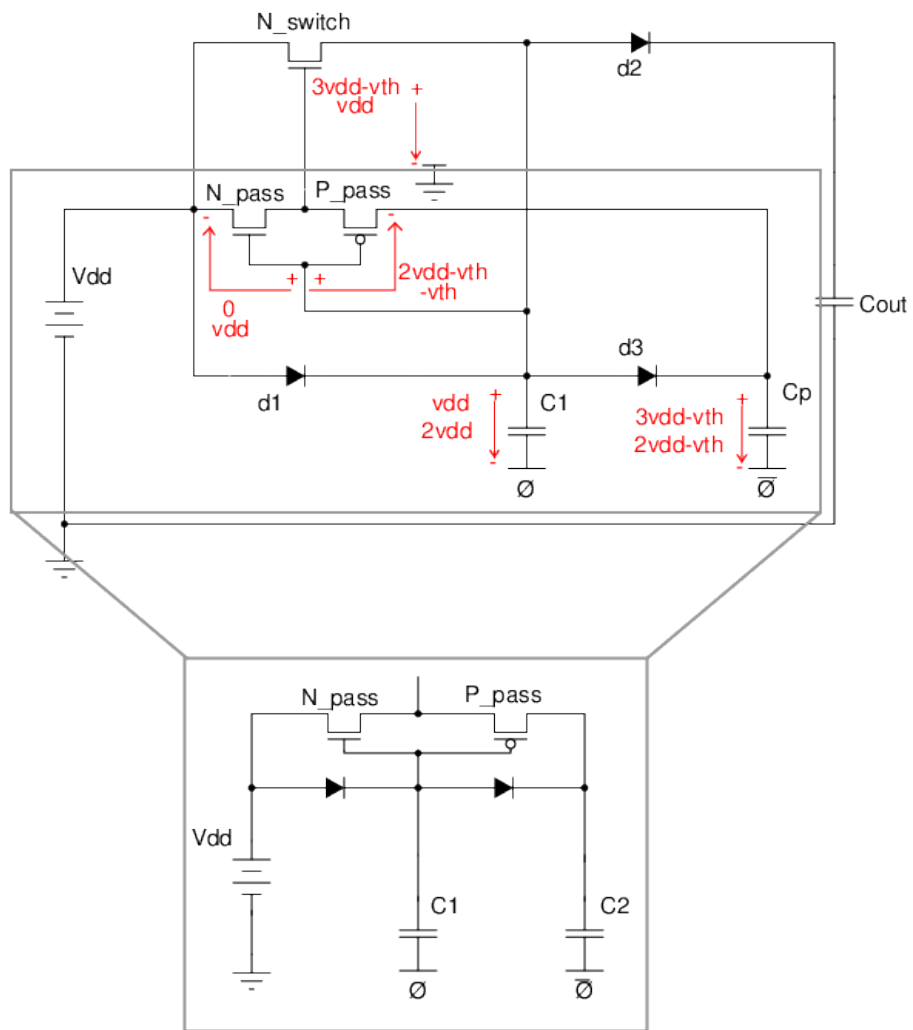 N_switch
d2
3vdd-vth +
vdd
-
N_pass
P_pass
-
-
Vdd
+ +
2vdd-vth
-vth
0
vdd
Cout
d3
d1
vdd
2vdd
+
-
C1
Cp
3vdd-vth
2vdd-vth
+
-
Ø
Ø̅
N_pass
P_pass
Vdd
C1
C2
Ø
Ø̅